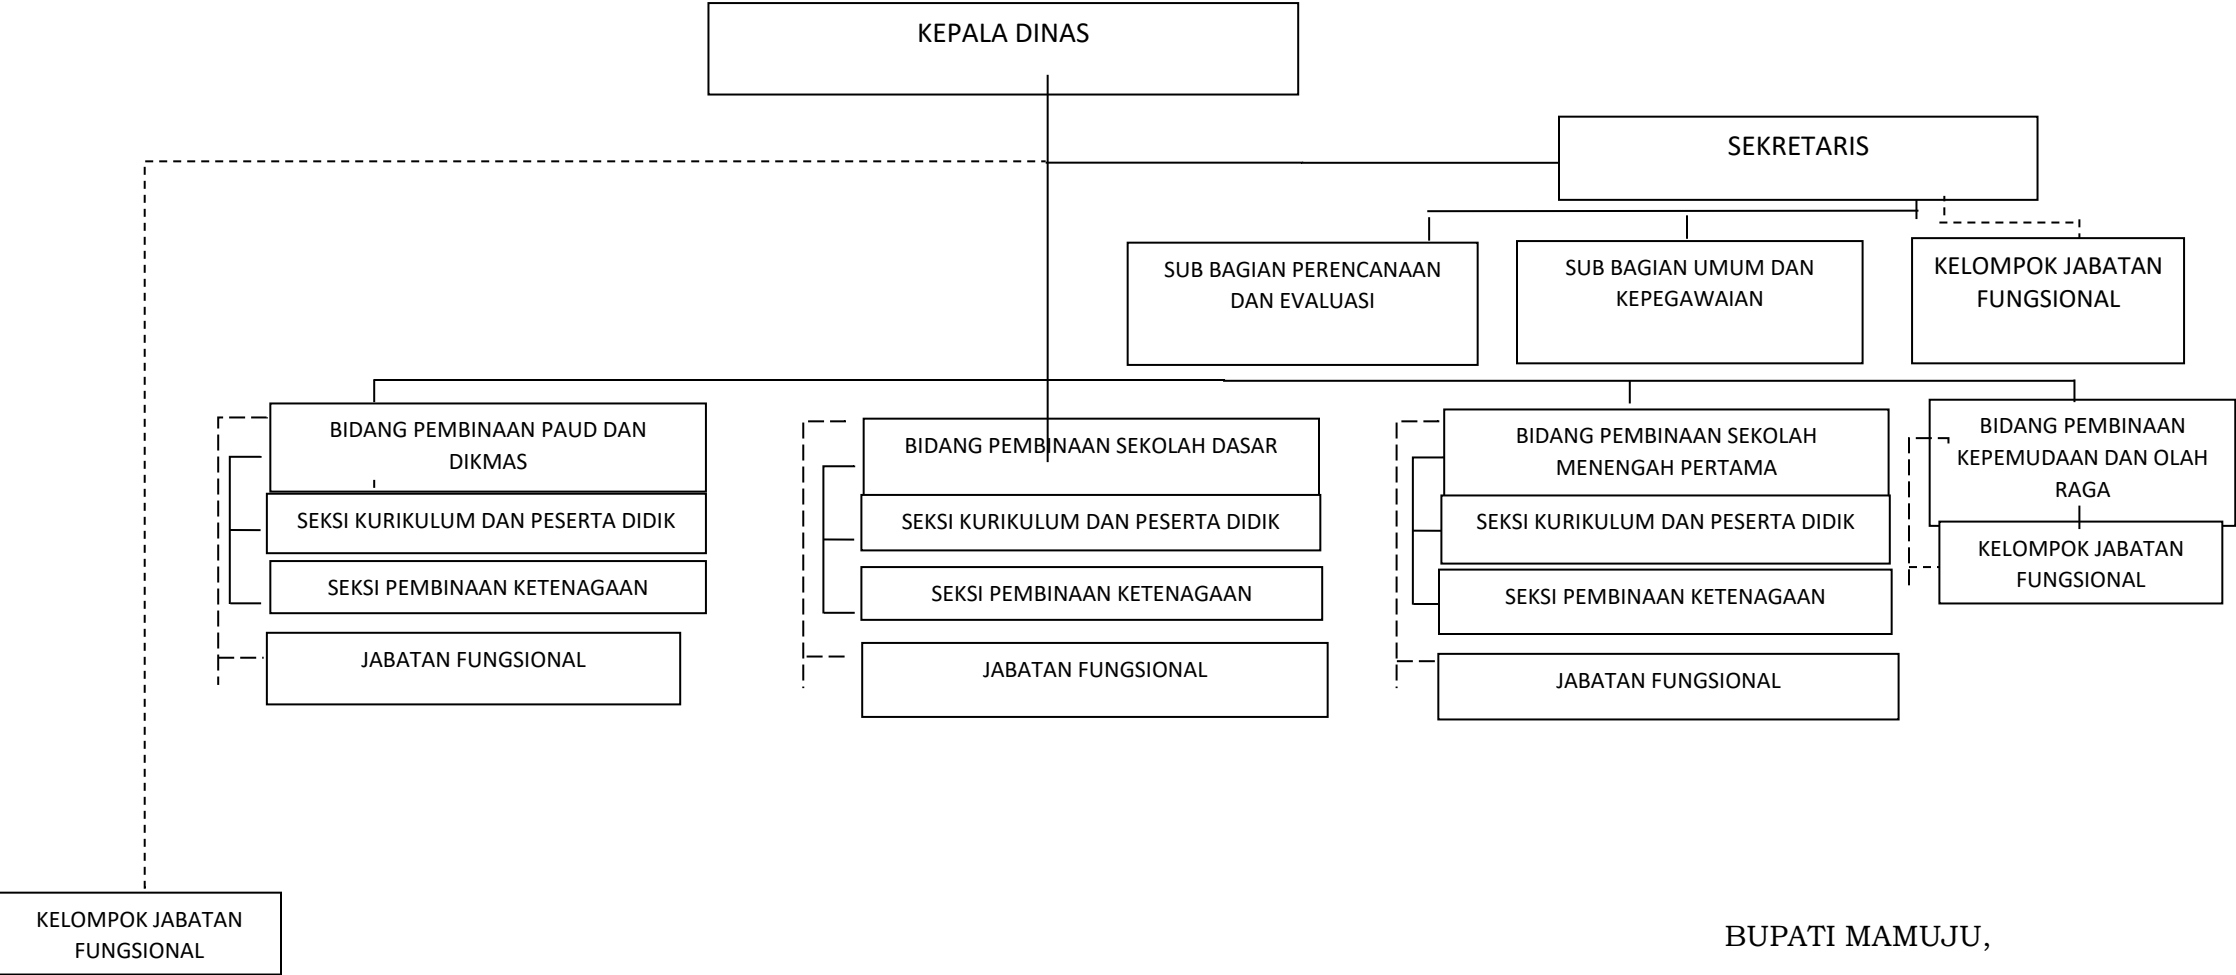 KEPALA DINAS
SEKRETARIS
SUB BAGIAN PERENCANAAN
DAN EVALUASI
SUB BAGIAN UMUM DAN
KEPEGAWAIAN
KELOMPOK JABATAN
FUNGSIONAL
BIDANG PEMBINAAN PAUD DAN
DIKMAS
SEKSI KURIKULUM DAN PESERTA DIDIK
SEKSI PEMBINAAN KETENAGAAN
JABATAN FUNGSIONAL
BIDANG PEMBINAAN SEKOLAH DASAR
SEKSI KURIKULUM DAN PESERTA DIDIK
SEKSI PEMBINAAN KETENAGAAN
JABATAN FUNGSIONAL
BIDANG PEMBINAAN SEKOLAH
MENENGAH PERTAMA
SEKSI KURIKULUM DAN PESERTA DIDIK
SEKSI PEMBINAAN KETENAGAAN
JABATAN FUNGSIONAL
BIDANG PEMBINAAN
KEPEMUDAAN DAN OLAH
RAGA
KELOMPOK JABATAN
FUNGSIONAL
KELOMPOK JABATAN
FUNGSIONAL
BUPATI MAMUJU,